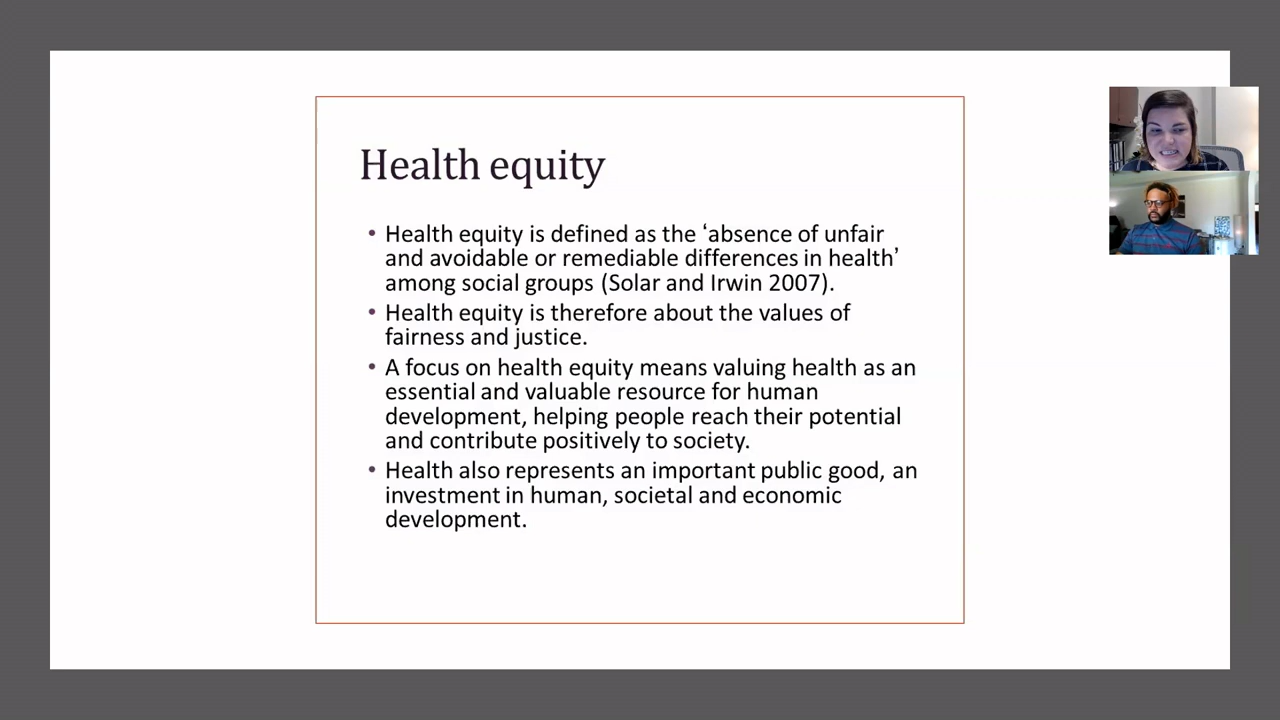 Health equity
• Health equity is defined as the ‘absence of unfair
and avoidable or remediable differences in health’
among social groups (Solar and Irwin 2007).
• Health equity is therefore about the values of
fairness and justice.
• A focus on health equity means valuing health as an
essential and valuable resource for human
development, helping people reach their potential
and contribute positively to society.
• Health also represents an important public good, an
investment in human, societal and economic
development.